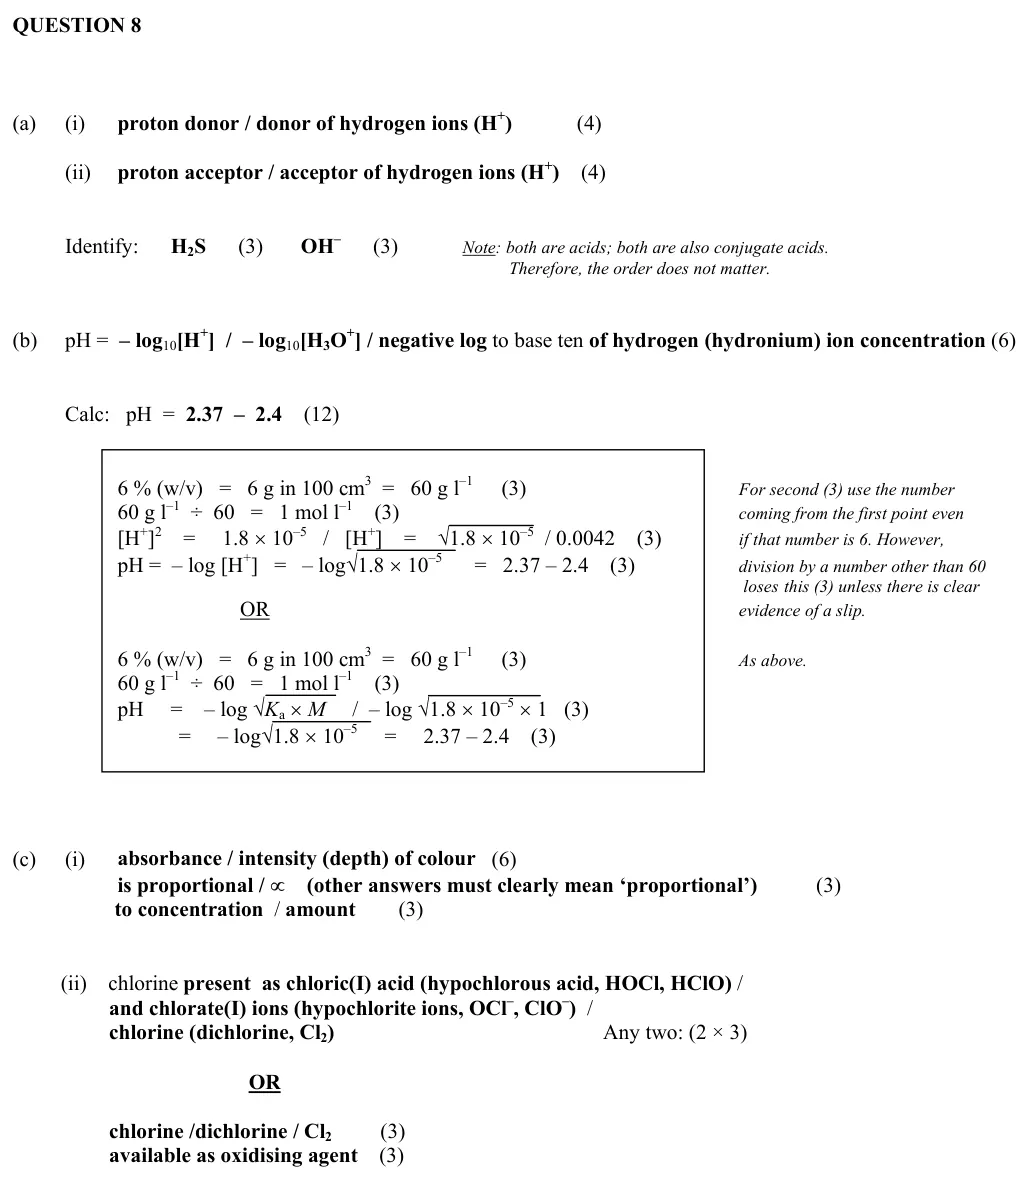 QUESTION 8
(a) (i) proton donor / donor of hydrogen ions (H⁺) (4)
(ii) proton acceptor / acceptor of hydrogen ions (H⁺) (4)
Identify: H₂S (3) OH⁻ (3) Note: both are acids; both are also conjugate acids.
Therefore, the order does not matter.
(b) pH = – log₁₀[H⁺] / – log₁₀[H₃O⁺] / negative log to base ten of hydrogen (hydronium) ion concentration (6)
Calc: pH = 2.37 – 2.4 (12)
6 % (w/v) = 6 g in 100 cm³ = 60 g l⁻¹ (3) For second (3) use the number
60 g l⁻¹ ÷ 60 = 1 mol l⁻¹ (3) coming from the first point even
[H⁺]² = 1.8 × 10⁻⁵ / [H⁺] = √1.8 × 10⁻⁵ / 0.0042 (3) if that number is 6. However,
pH = – log [H⁺] = – log√1.8 × 10⁻⁵ = 2.37 – 2.4 (3) division by a number other than 60
loses this (3) unless there is clear
OR evidence of a slip.
6 % (w/v) = 6 g in 100 cm³ = 60 g l⁻¹ (3) As above.
60 g l⁻¹ ÷ 60 = 1 mol l⁻¹ (3)
pH = – log √Kₐ × M / – log √1.8 × 10⁻⁵ × 1 (3)
= – log√1.8 × 10⁻⁵ = 2.37 – 2.4 (3)
(c) (i) absorbance / intensity (depth) of colour (6)
is proportional / ∝ (other answers must clearly mean ‘proportional’) (3)
to concentration / amount (3)
(ii) chlorine present as chloric(I) acid (hypochlorous acid, HOCl, HClO) /
and chlorate(I) ions (hypochlorite ions, OCl⁻, ClO⁻) /
chlorine (dichlorine, Cl₂) Any two: (2 × 3)
OR
chlorine /dichlorine / Cl₂ (3)
available as oxidising agent (3)